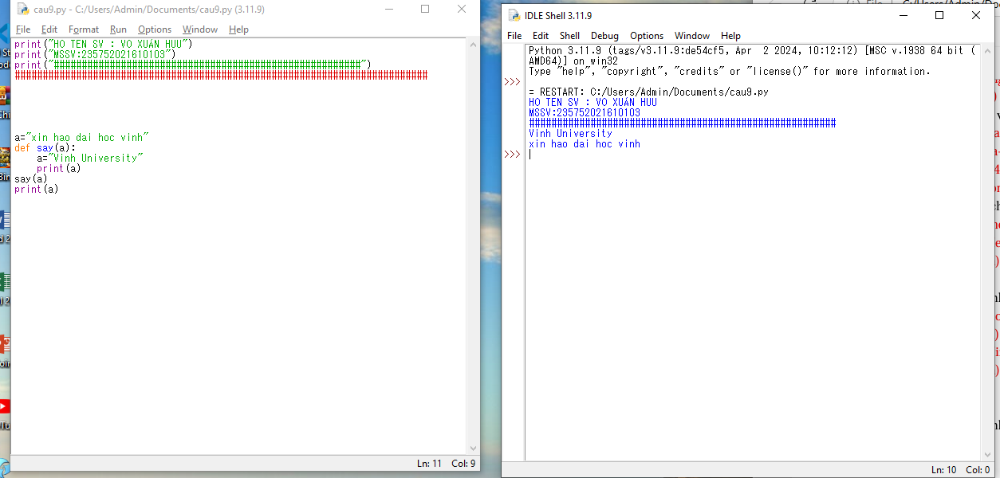 cau9.py - C:/Users/Admin/Documents/cau9.py (3.11.9)
File Edit Format Run Options Window Help
print("HO TEN SV : VO XUÂN HUU")
print("MSSV:235752021610103")
print("#######################################################")
##########################################################################
a="xin hao dai hoc vinh"
def say(a):
    a="Vinh University"
    print(a)
say(a)
print(a)
Ln: 11 Col: 9
IDLE Shell 3.11.9
File Edit Shell Debug Options Window Help
Python 3.11.9 (tags/v3.11.9:de54cf5, Apr  2 2024, 10:12:12) [MSC v.1938 64 bit (
AMD64)] on win32
Type "help", "copyright", "credits" or "license()" for more information.
>>>
= RESTART: C:/Users/Admin/Documents/cau9.py
HO TEN SV : VO XUÂN HUU
MSSV:235752021610103
#######################################################
Vinh University
xin hao dai hoc vinh
>>>
Ln: 10 Col: 0